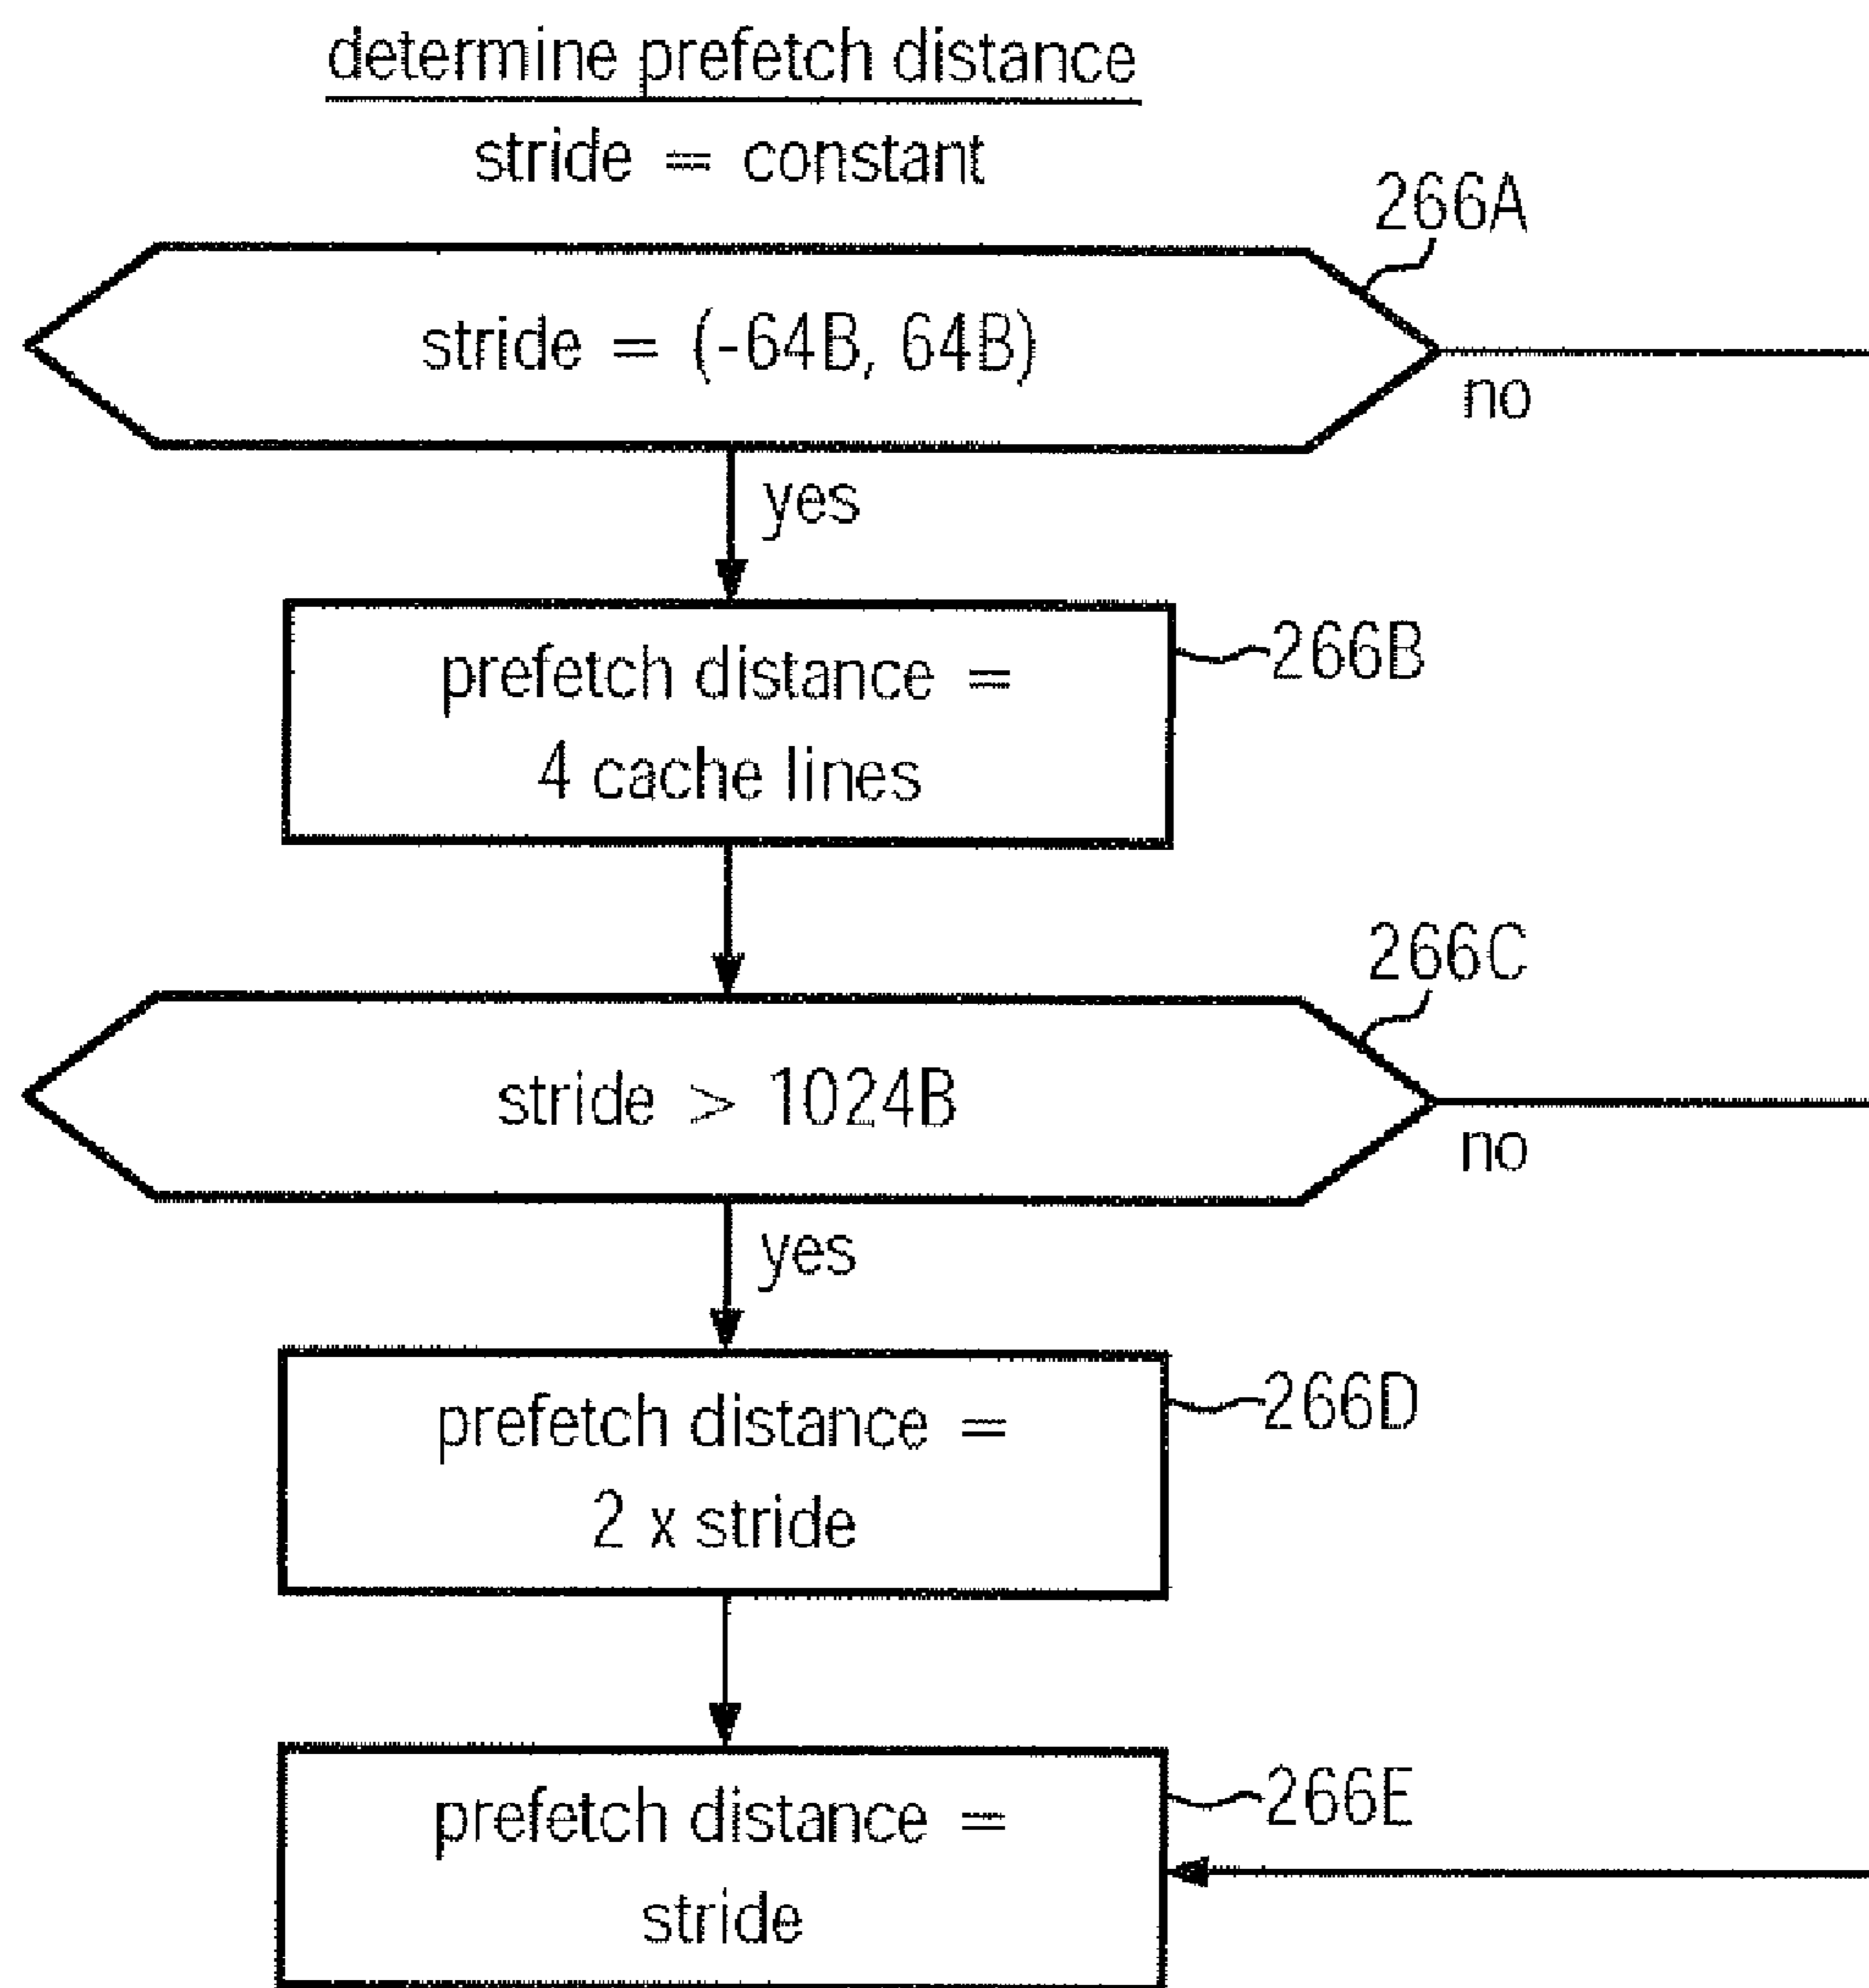 determine prefetch distance
stride = constant
266A
stride = (-64B, 64B)
no
yes
prefetch distance =
4 cache lines
266B
266C
stride > 1024B
no
yes
prefetch distance =
2 x stride
266D
prefetch distance =
stride
266E